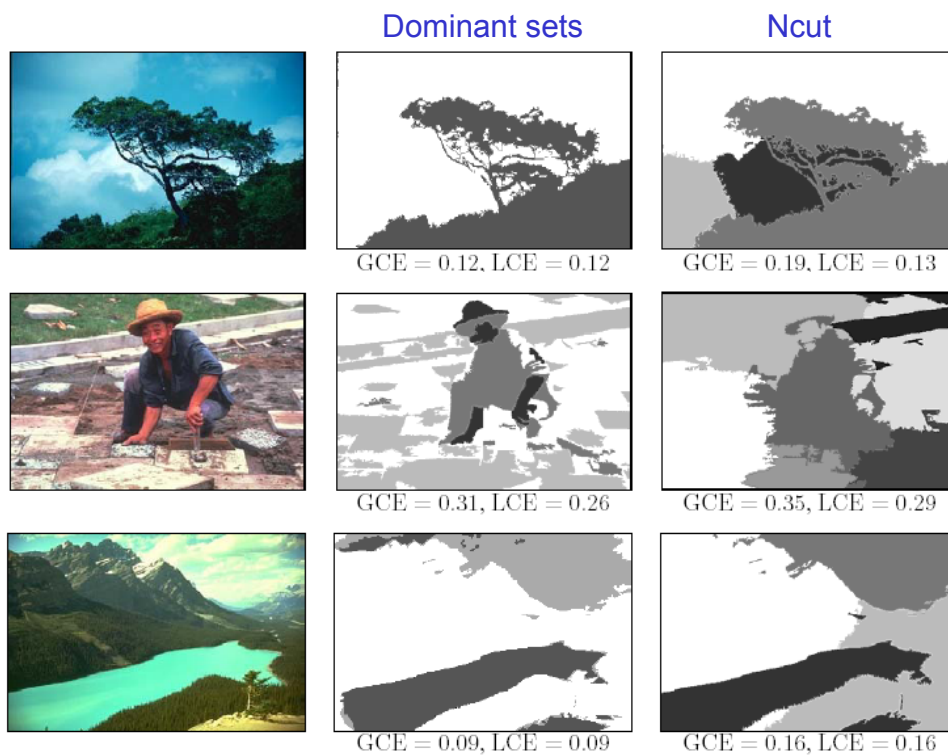 Dominant sets Ncut
GCE = 0.12, LCE = 0.12 GCE = 0.19, LCE = 0.13
GCE = 0.31, LCE = 0.26 GCE = 0.35, LCE = 0.29
GCE = 0.09, LCE = 0.09 GCE = 0.16, LCE = 0.16